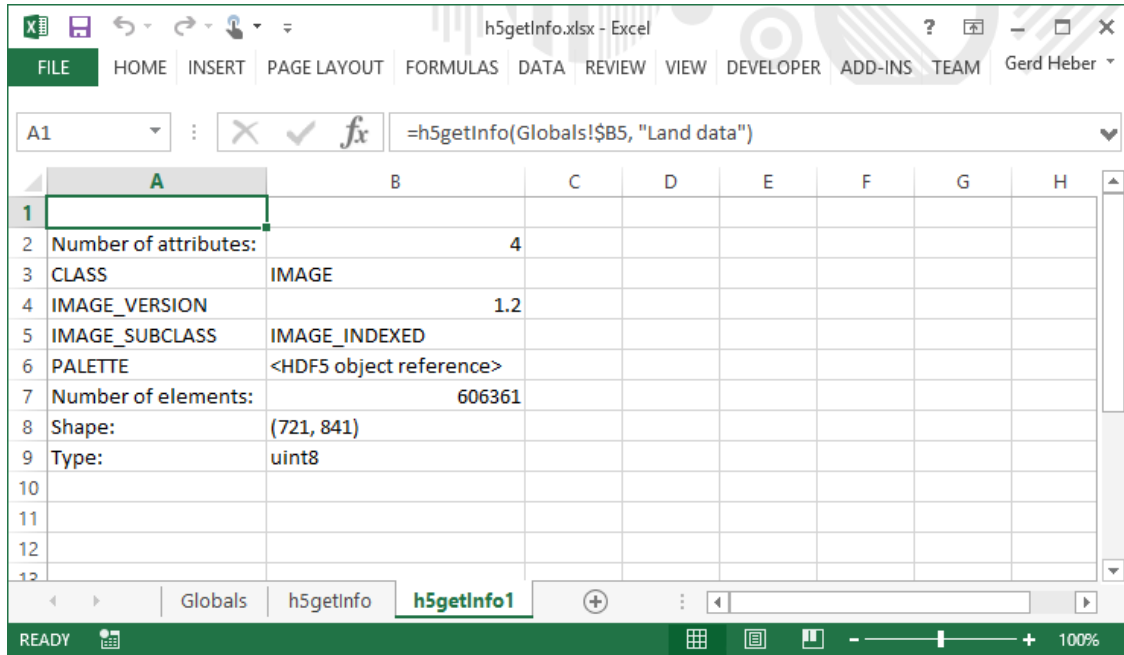 h5getInfo.xlsx - Excel
?
FILE HOME INSERT PAGE LAYOUT FORMULAS DATA REVIEW VIEW DEVELOPER ADD-INS TEAM Gerd Heber
A1 fx =h5getInfo(Globals!$B5, "Land data")
A B C D E F G H
1
2 Number of attributes: 4
3 CLASS IMAGE
4 IMAGE_VERSION 1.2
5 IMAGE_SUBCLASS IMAGE_INDEXED
6 PALETTE <HDF5 object reference>
7 Number of elements: 606361
8 Shape: (721, 841)
9 Type: uint8
10
11
12
13
Globals h5getInfo h5getInfo1
READY 100%